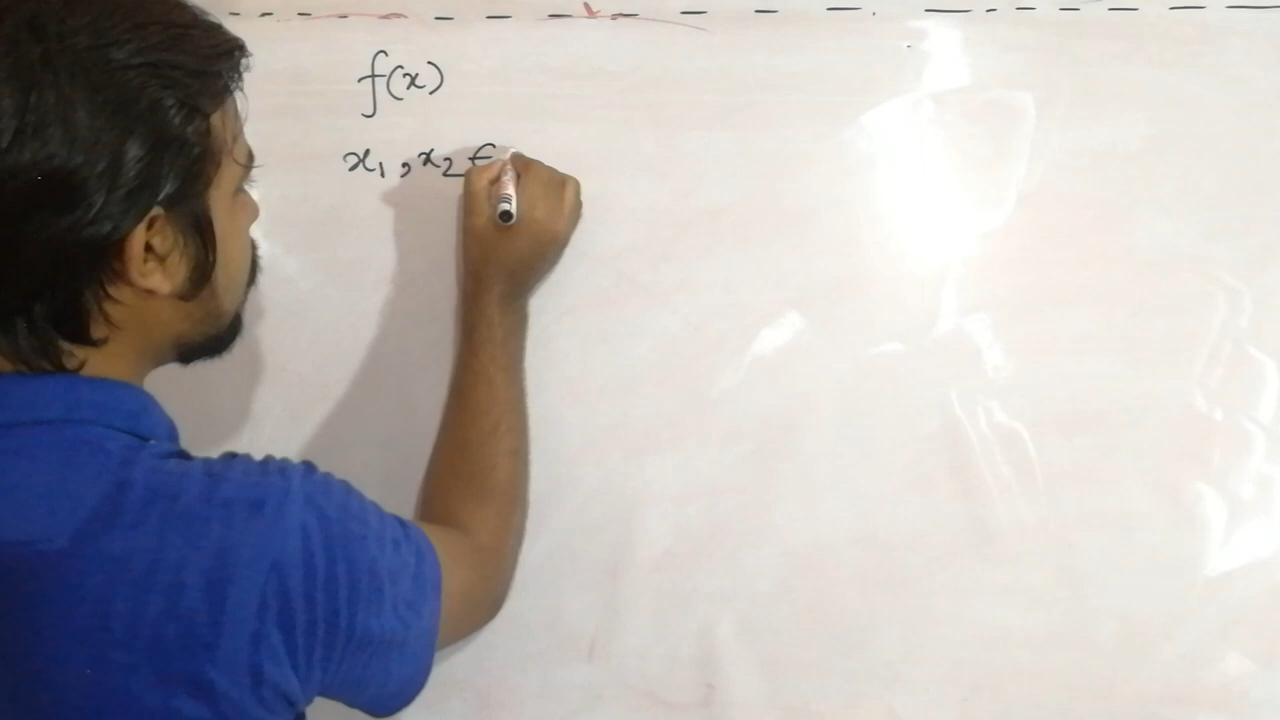 f(x)
x₁, x₂ ∈